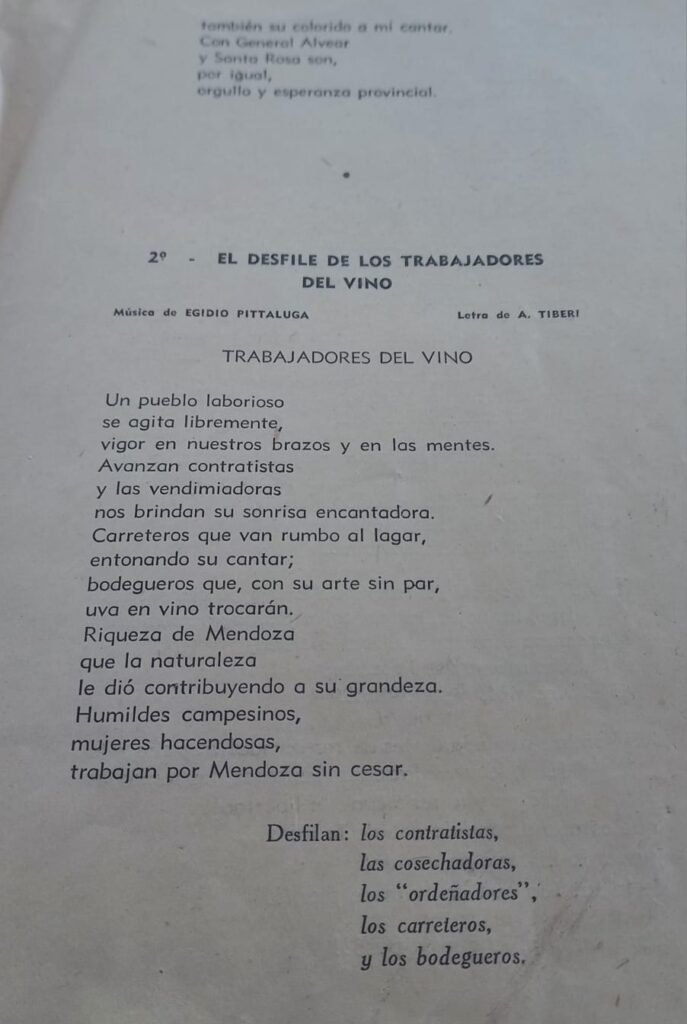 también su colorido a mi cantar.
Con General Alvear
y Santa Rosa son,
por igual,
orgullo y esperanza provincial.
2º - EL DESFILE DE LOS TRABAJADORES
DEL VINO
Música de EGIDIO PITTALUGA Letra de A. TIBERI
TRABAJADORES DEL VINO
Un pueblo laborioso
se agita libremente,
vigor en nuestros brazos y en las mentes.
Avanzan contratistas
y las vendimiadoras
nos brindan su sonrisa encantadora.
Carreteros que van rumbo al lagar,
entonando su cantar;
bodegueros que, con su arte sin par,
uva en vino trocarán.
Riqueza de Mendoza
que la naturaleza
le dió contribuyendo a su grandeza.
Humildes campesinos,
mujeres hacendosas,
trabajan por Mendoza sin cesar.
Desfilan: los contratistas,
las cosechadoras,
los “ordeñadores”,
los carreteros,
y los bodegueros.